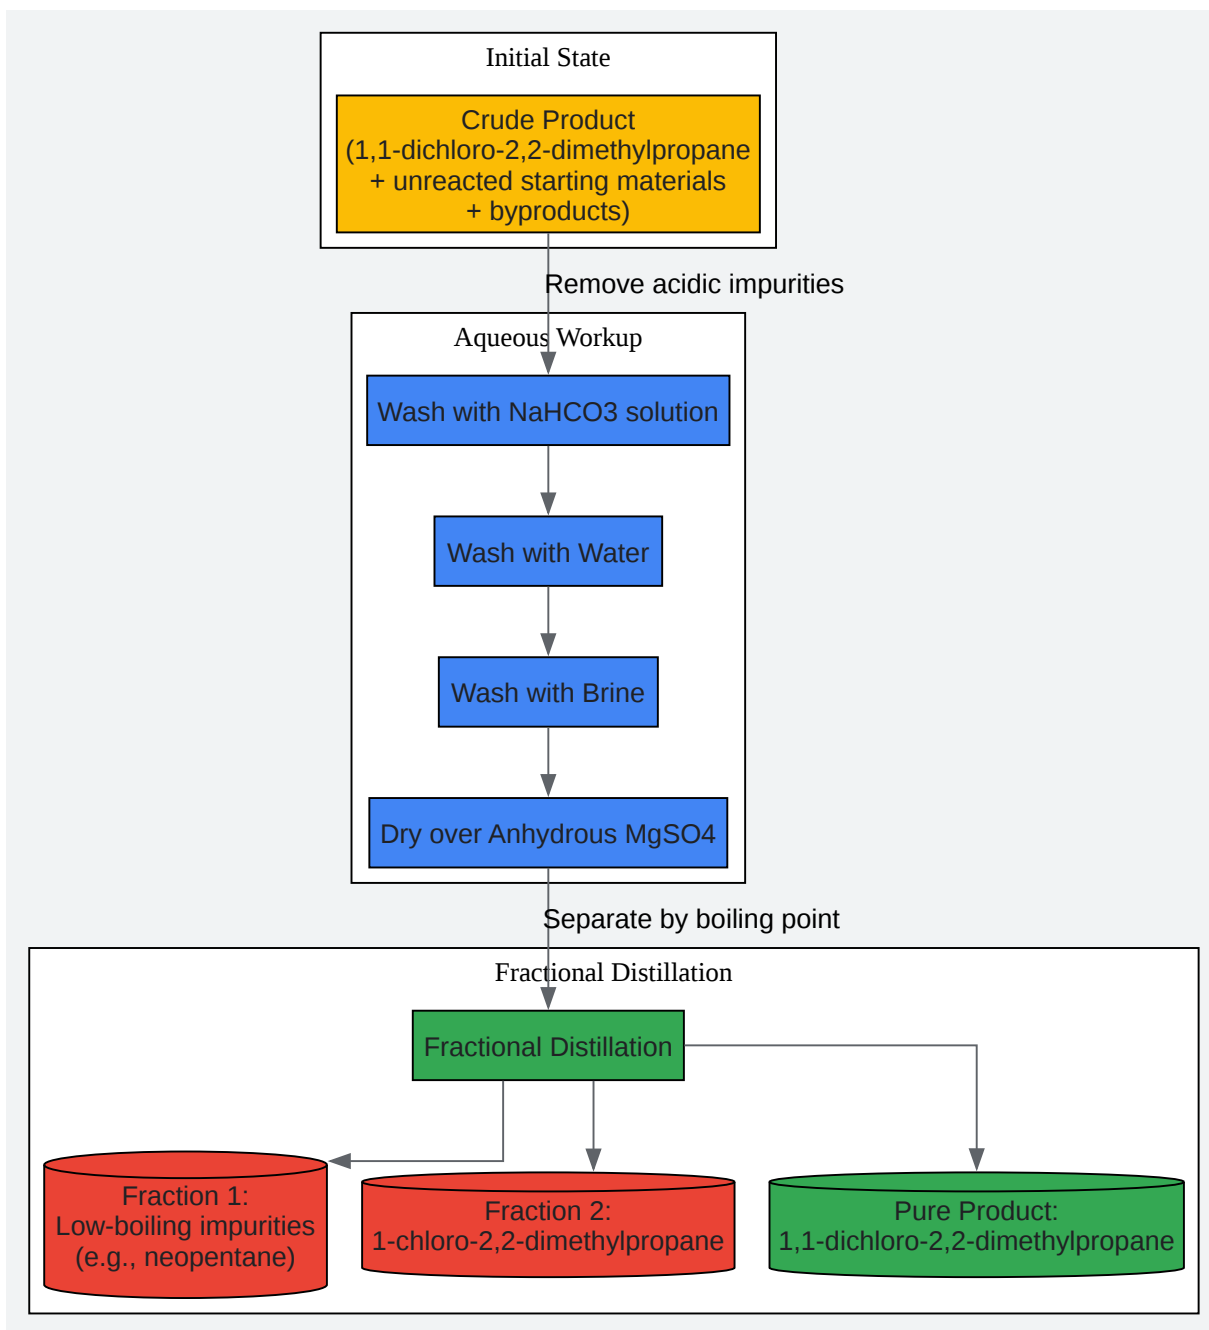 Initial State
Crude Product
(1,1-dichloro-2,2-dimethylpropane
+ unreacted starting materials
+ byproducts)
Remove acidic impurities
Aqueous Workup
Wash with NaHCO3 solution
Wash with Water
Wash with Brine
Dry over Anhydrous MgSO4
Separate by boiling point
Fractional Distillation
Fractional Distillation
Fraction 1:
Low-boiling impurities
(e.g., neopentane)
Fraction 2:
1-chloro-2,2-dimethylpropane
Pure Product:
1,1-dichloro-2,2-dimethylpropane